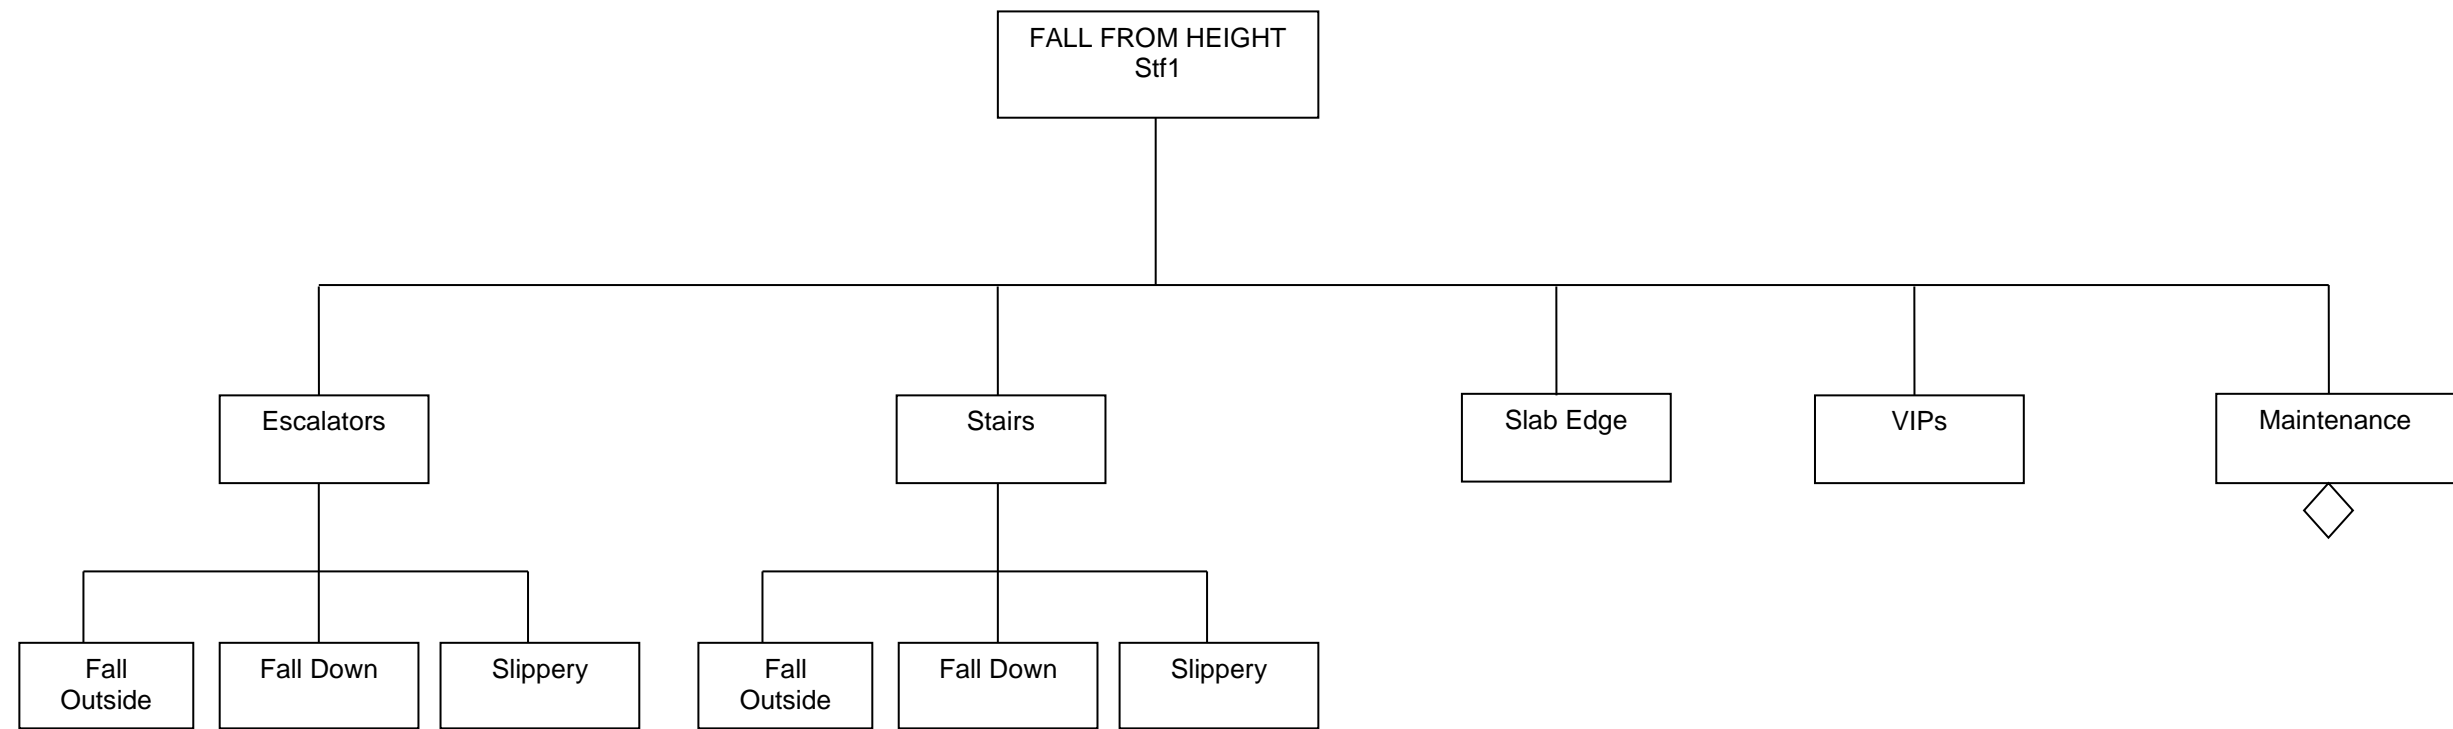 FALL FROM HEIGHT
Stf1
Escalators
Stairs
Slab Edge
VIPs
Maintenance
Fall
Outside
Fall Down
Slippery
Fall
Outside
Fall Down
Slippery